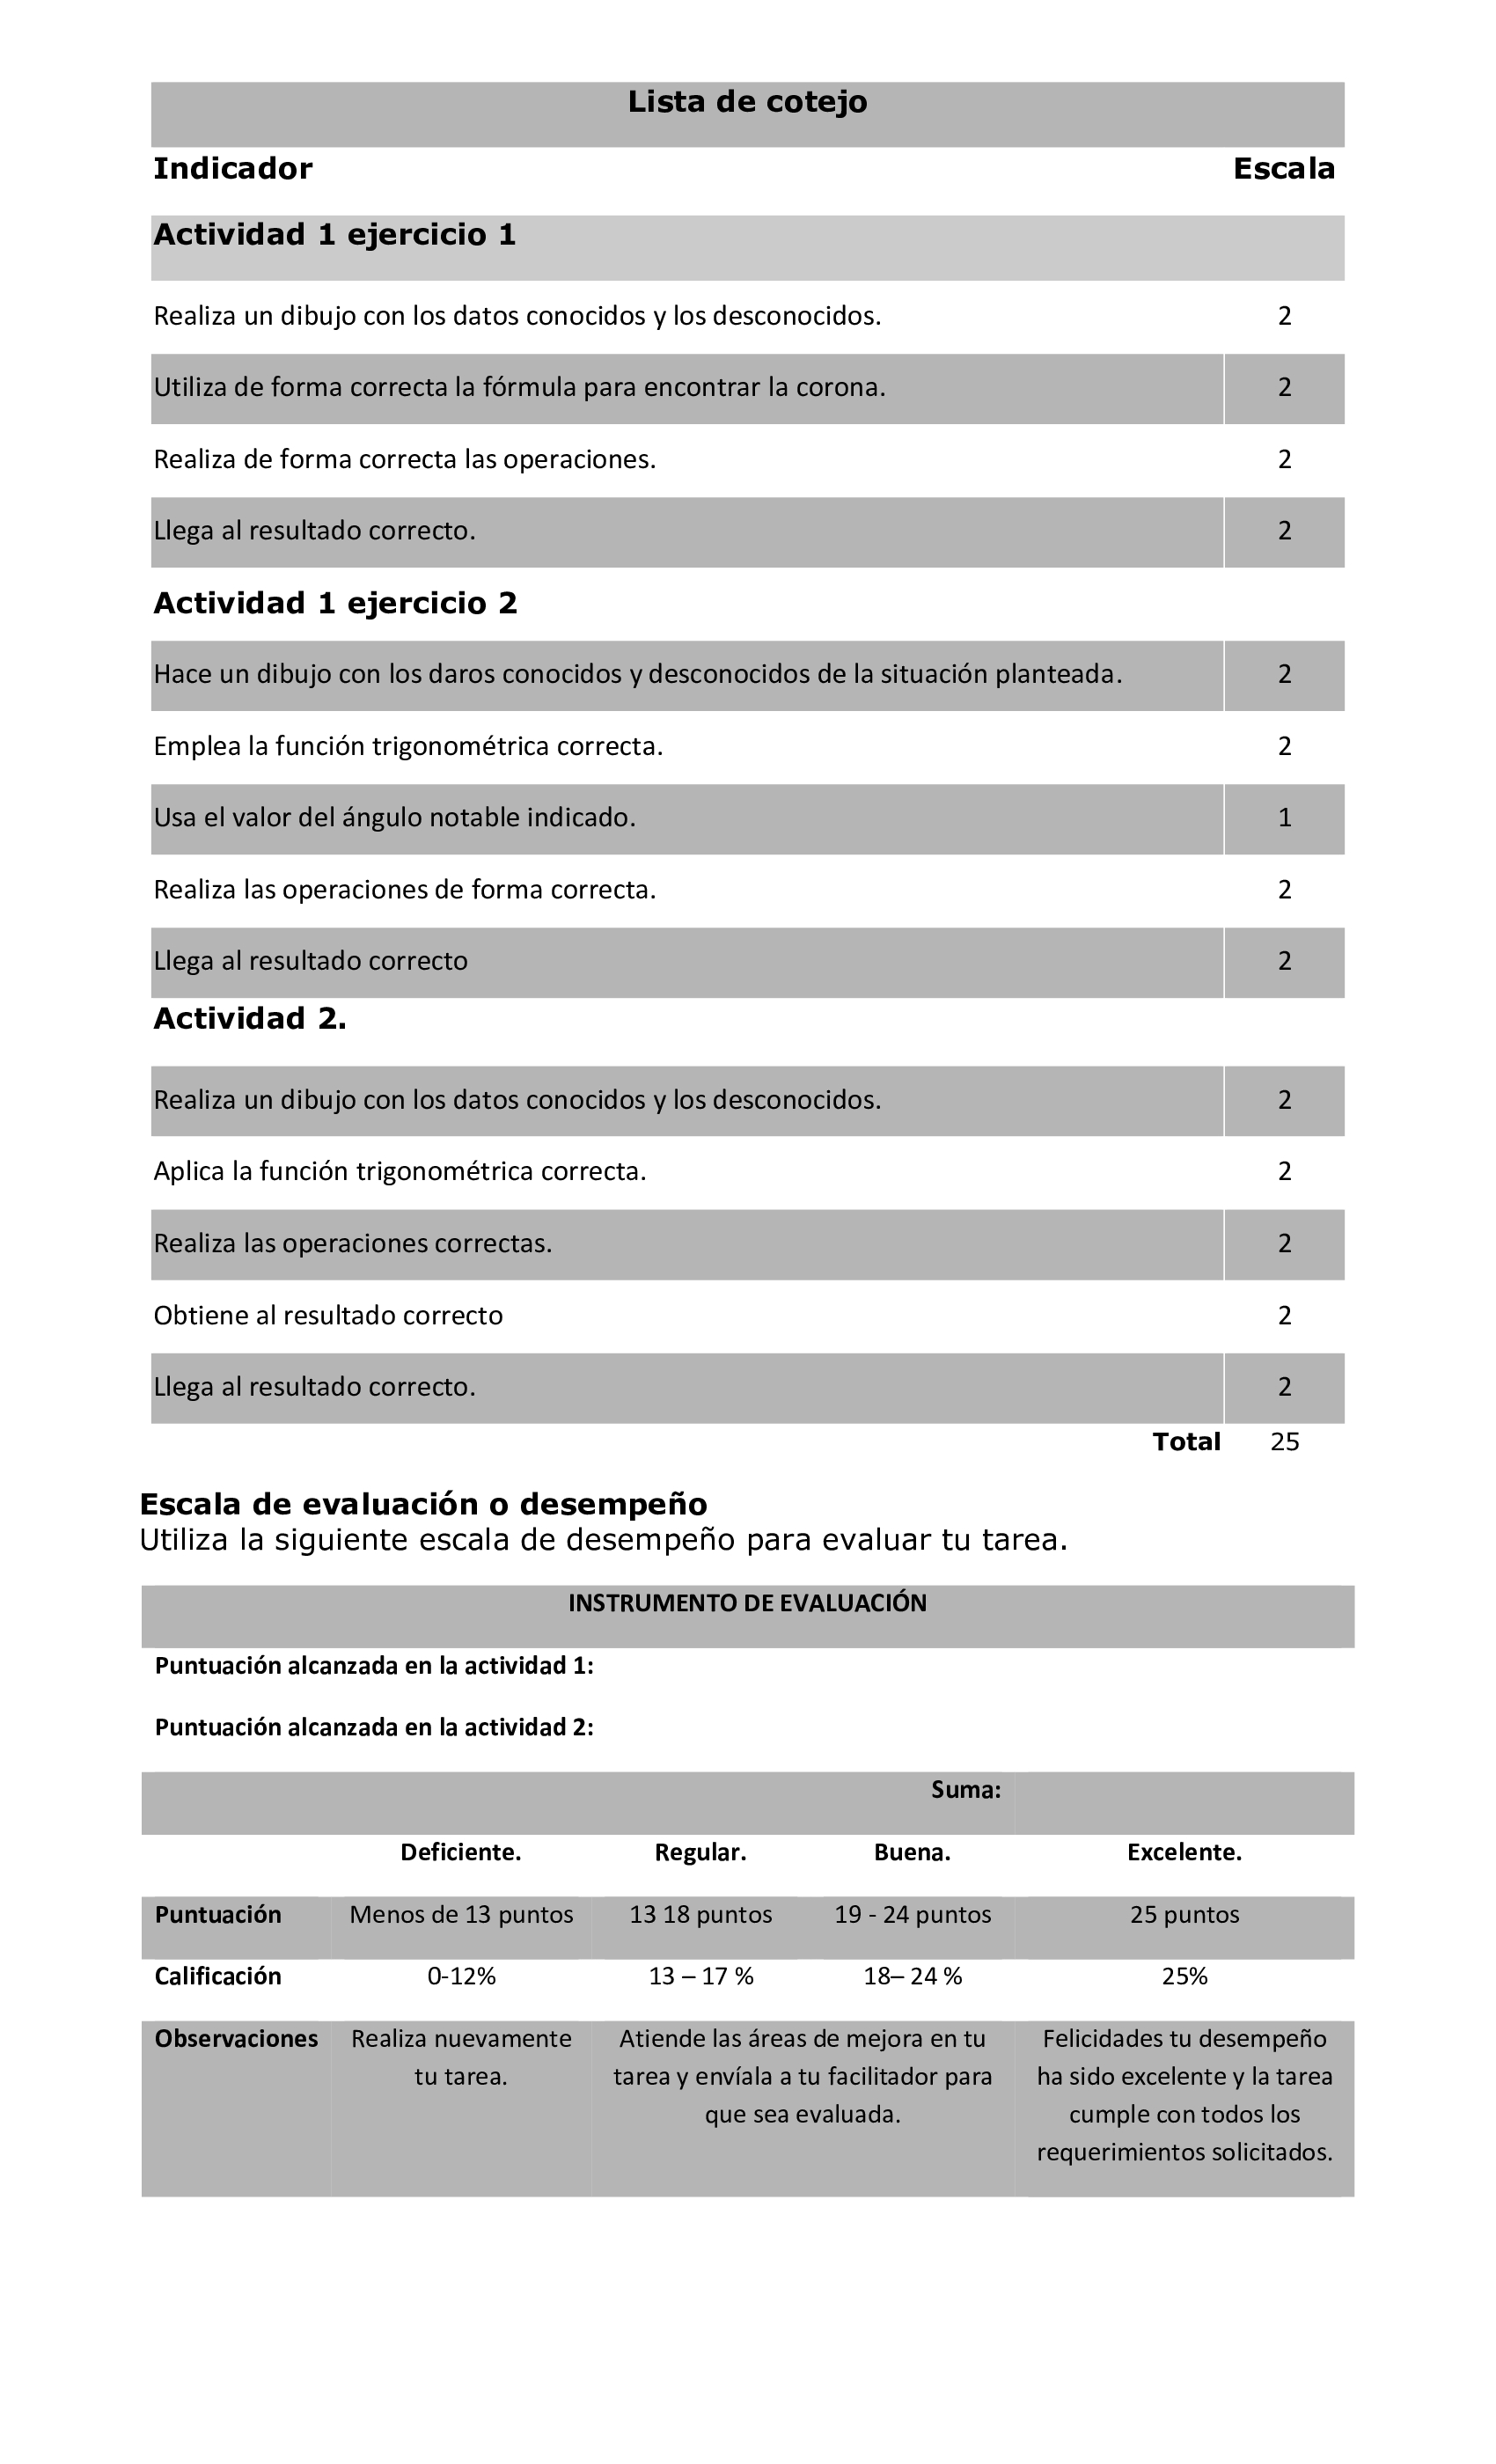 Lista de cotejo
Indicador Escala
Actividad 1 ejercicio 1
Realiza un dibujo con los datos conocidos y los desconocidos. 2
Utiliza de forma correcta la fórmula para encontrar la corona. 2
Realiza de forma correcta las operaciones. 2
Llega al resultado correcto. 2
Actividad 1 ejercicio 2
Hace un dibujo con los daros conocidos y desconocidos de la situación planteada. 2
Emplea la función trigonométrica correcta. 2
Usa el valor del ángulo notable indicado. 1
Realiza las operaciones de forma correcta. 2
Llega al resultado correcto 2
Actividad 2.
Realiza un dibujo con los datos conocidos y los desconocidos. 2
Aplica la función trigonométrica correcta. 2
Realiza las operaciones correctas. 2
Obtiene al resultado correcto 2
Llega al resultado correcto. 2
Total 25
Escala de evaluación o desempeño
Utiliza la siguiente escala de desempeño para evaluar tu tarea.
INSTRUMENTO DE EVALUACIÓN
Puntuación alcanzada en la actividad 1:
Puntuación alcanzada en la actividad 2:
Suma:
Deficiente. Regular. Buena. Excelente.
Puntuación Menos de 13 puntos 13 18 puntos 19 - 24 puntos 25 puntos
Calificación 0-12% 13 – 17 % 18– 24 % 25%
Observaciones Realiza nuevamente Atiende las áreas de mejora en tu Felicidades tu desempeño
tu tarea. tarea y envíala a tu facilitador para ha sido excelente y la tarea
que sea evaluada. cumple con todos los
requerimientos solicitados.